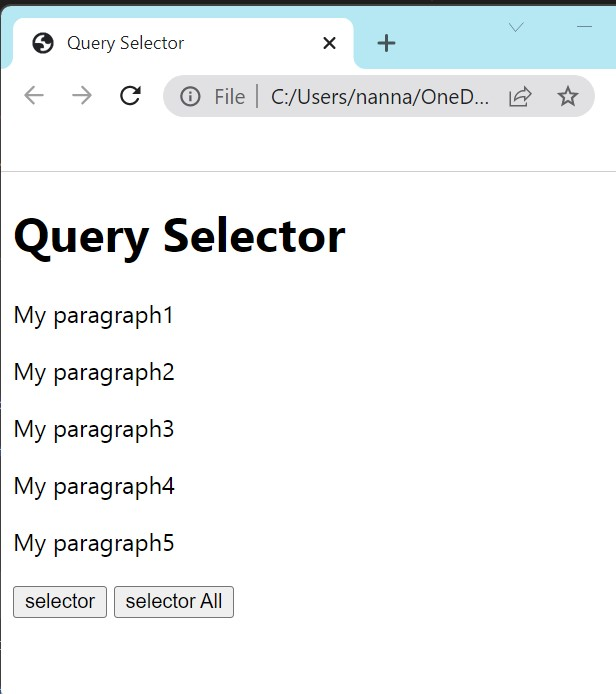 Query Selector
File C:/Users/nanna/OneD...
Query Selector
My paragraph1
My paragraph2
My paragraph3
My paragraph4
My paragraph5
selector selector All